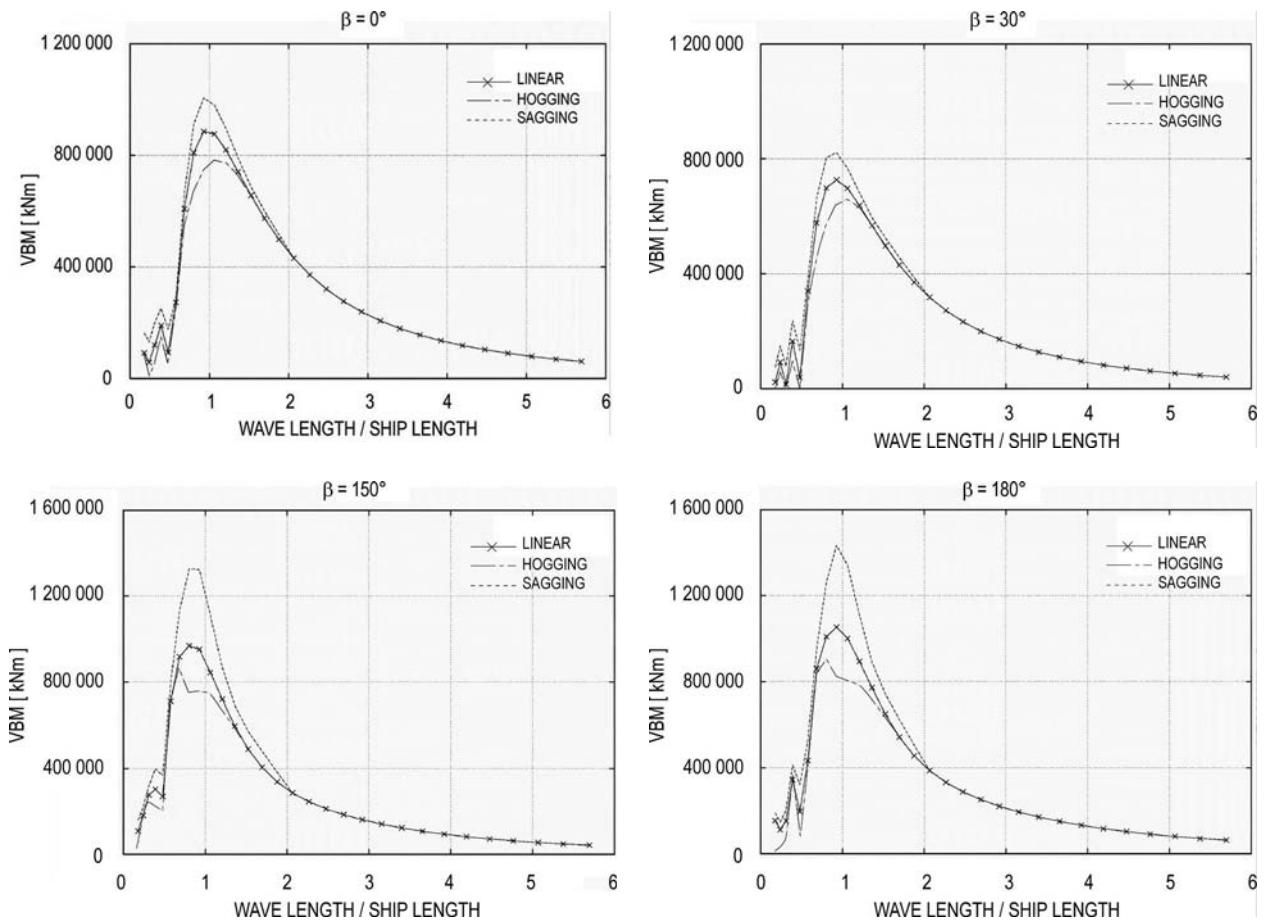 β = 0°
1 200 000
800 000
400 000
0
VBM [ kNm ]
LINEAR
HOGGING
SAGGING
0 1 2 3 4 5 6
WAVE LENGTH / SHIP LENGTH
β = 30°
1 200 000
800 000
400 000
0
VBM [ kNm ]
LINEAR
HOGGING
SAGGING
0 1 2 3 4 5 6
WAVE LENGTH / SHIP LENGTH
β = 150°
1 600 000
1 200 000
800 000
400 000
0
VBM [ kNm ]
LINEAR
HOGGING
SAGGING
0 1 2 3 4 5 6
WAVE LENGTH / SHIP LENGTH
β = 180°
1 600 000
1 200 000
800 000
400 000
0
VBM [ kNm ]
LINEAR
HOGGING
SAGGING
0 1 2 3 4 5 6
WAVE LENGTH / SHIP LENGTH